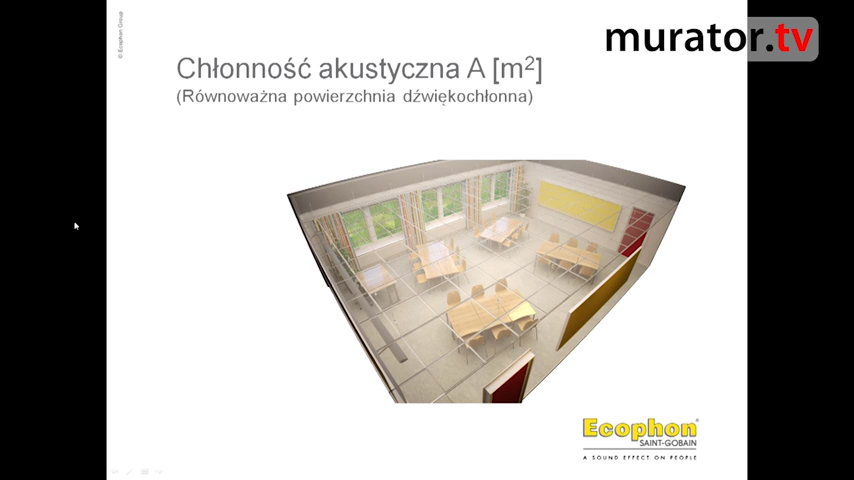 © Ecophon Group
murator.tv
Chłonność akustyczna A [m²]
(Równoważna powierzchnia dźwiękochłonna)
Ecophon®
SAINT-GOBAIN
A SOUND EFFECT ON PEOPLE